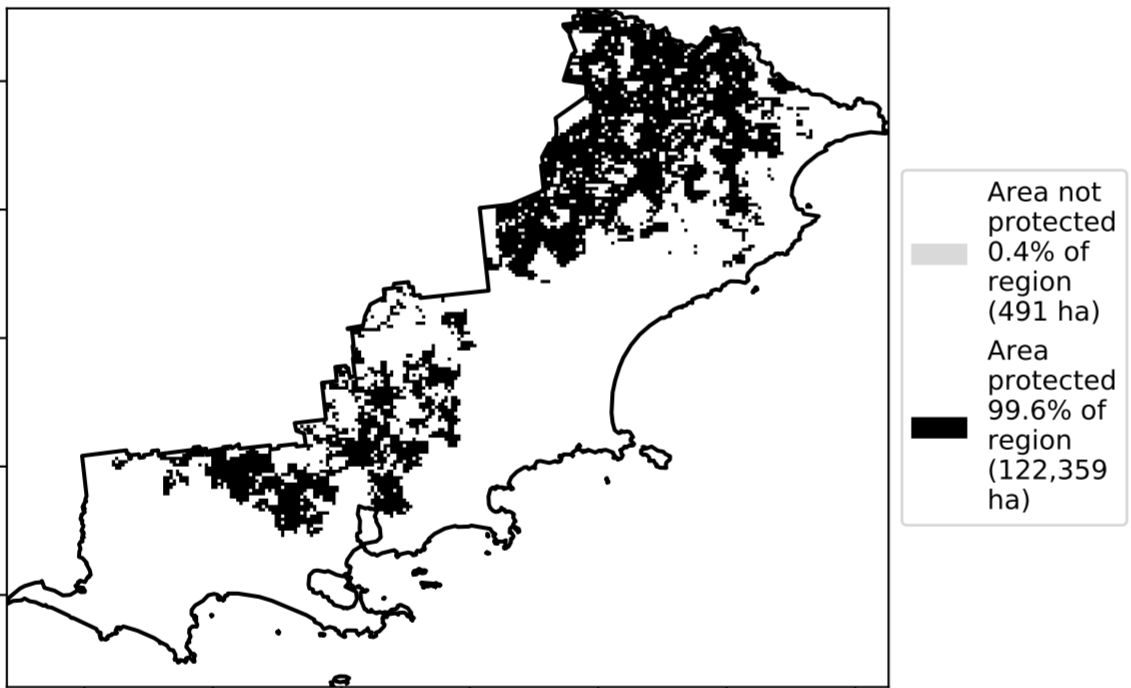 Area not
protected
0.4% of
region
(491 ha)
Area
protected
99.6% of
region
(122,359
ha)